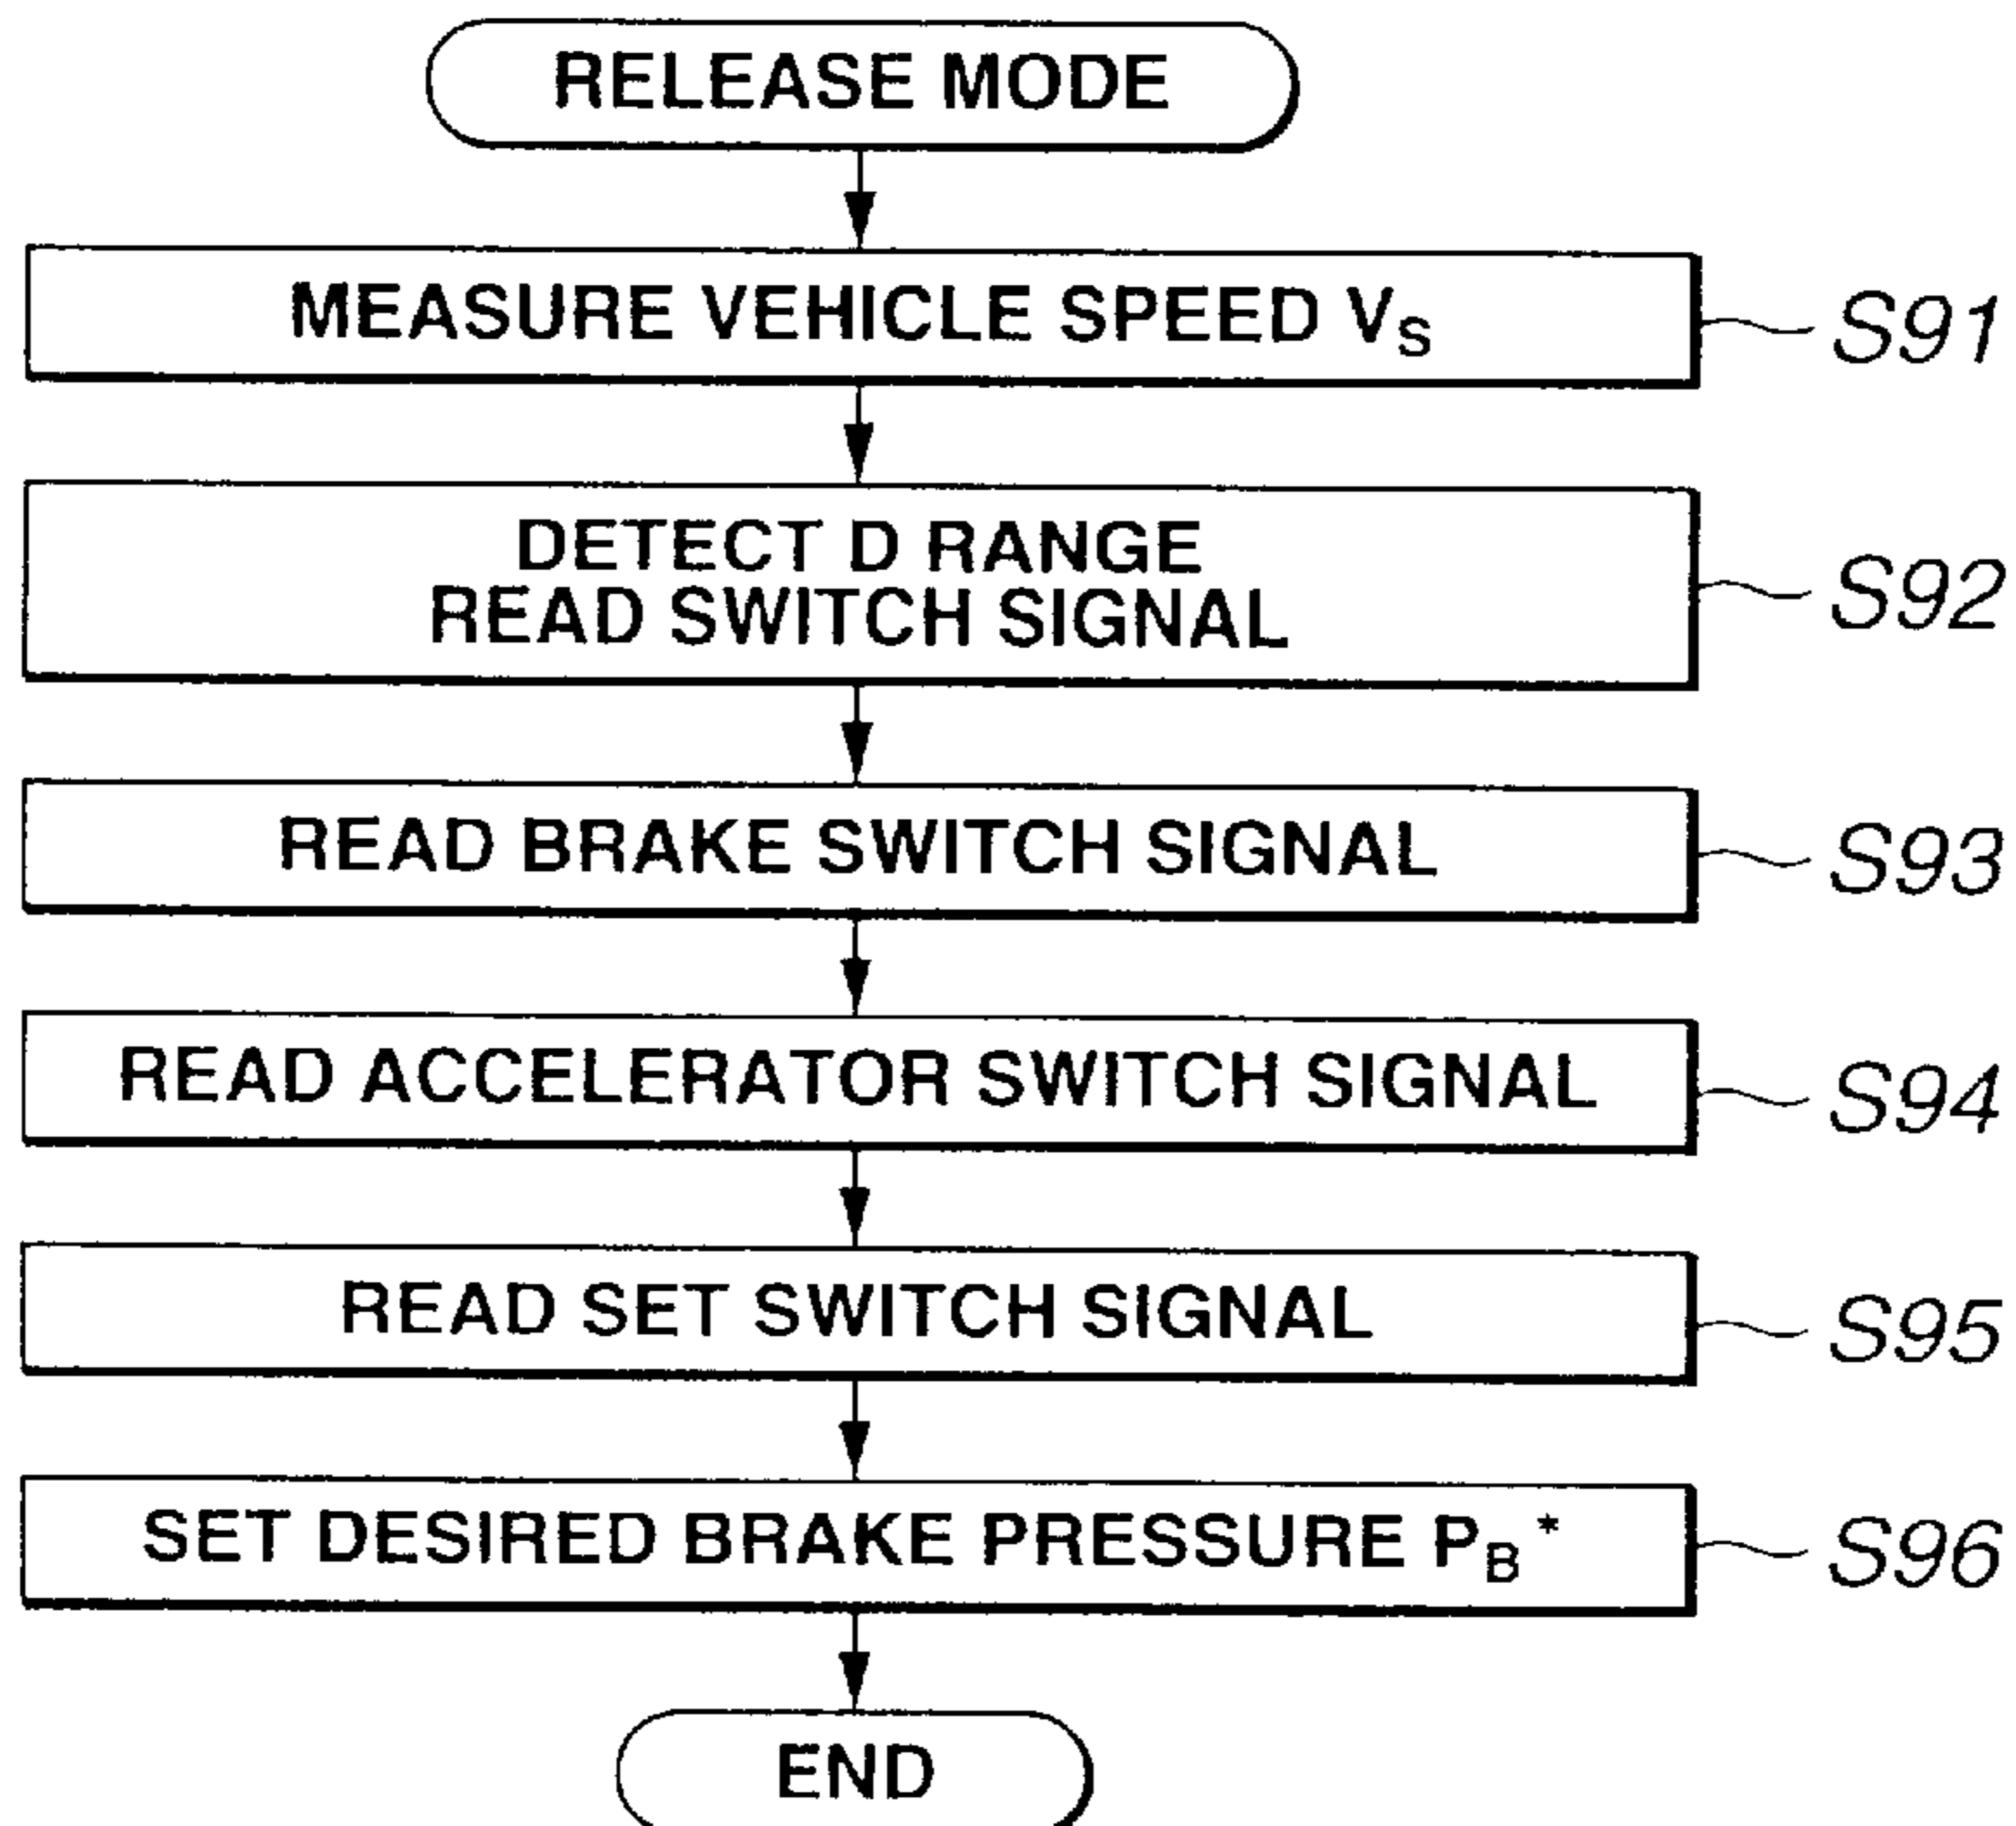 RELEASE MODE
MEASURE VEHICLE SPEED VS
S91
DETECT D RANGE
READ SWITCH SIGNAL
S92
READ BRAKE SWITCH SIGNAL
S93
READ ACCELERATOR SWITCH SIGNAL
S94
READ SET SWITCH SIGNAL
S95
SET DESIRED BRAKE PRESSURE PB*
S96
END